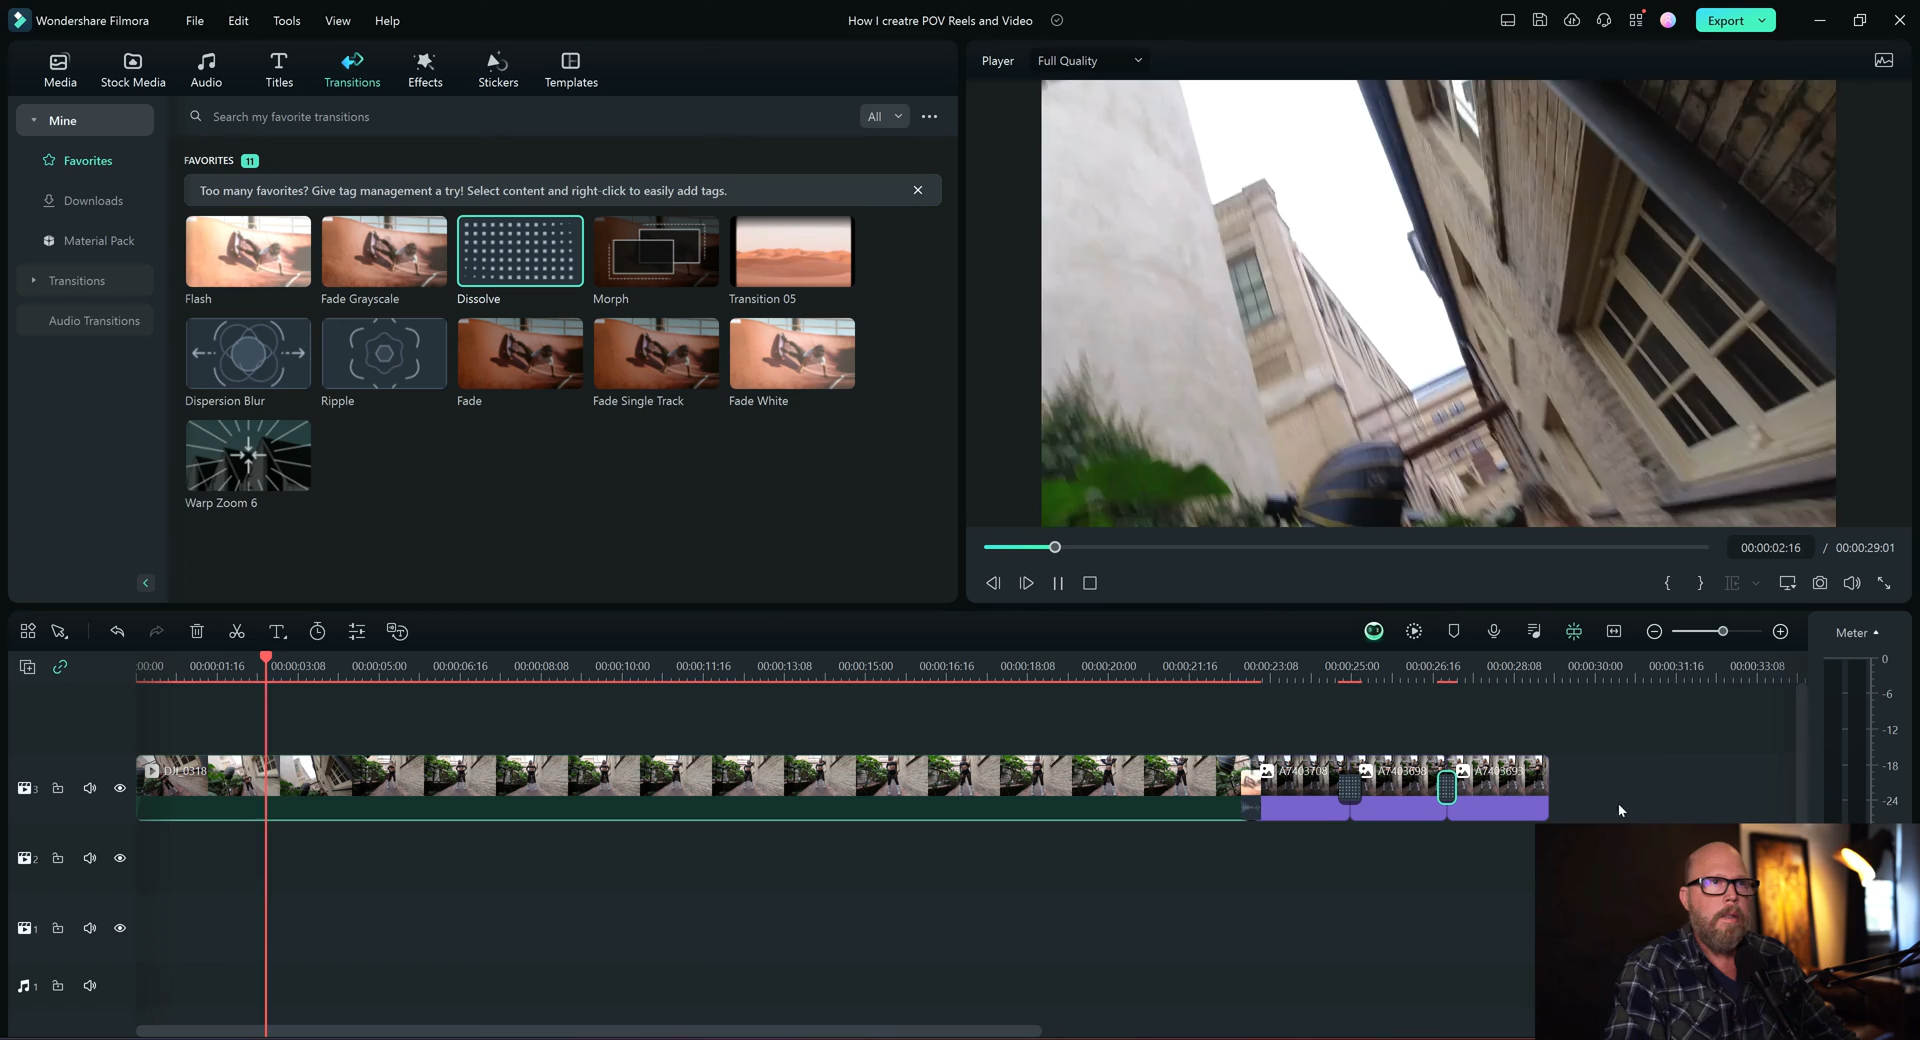 Wondershare Filmora File Edit Tools View Help How I creatre POV Reels and Video Export
Media Stock Media Audio Titles Transitions Effects Stickers Templates
Player Full Quality
Mine
Search my favorite transitions All
Favorites
Downloads
Material Pack
Transitions
Audio Transitions
FAVORITES 11
Too many favorites? Give tag management a try! Select content and right-click to easily add tags.
Flash Fade Grayscale Dissolve Morph Transition 05
Dispersion Blur Ripple Fade Fade Single Track Fade White
Warp Zoom 6
00:00:02:16 / 00:00:29:01
Meter
:00:00 00:00:01:16 00:00:03:08 00:00:05:00 00:00:06:16 00:00:08:08 00:00:10:00 00:00:11:16 00:00:13:08 00:00:15:00 00:00:16:16 00:00:18:08 00:00:20:00 00:00:21:16 00:00:23:08 00:00:25:00 00:00:26:16 00:00:28:08 00:00:30:00 00:00:31:16 00:00:33:08
0
-6
-12
-18
-24
3 DJI_0318 A7403708 A7403698 A7403693
2
1
1